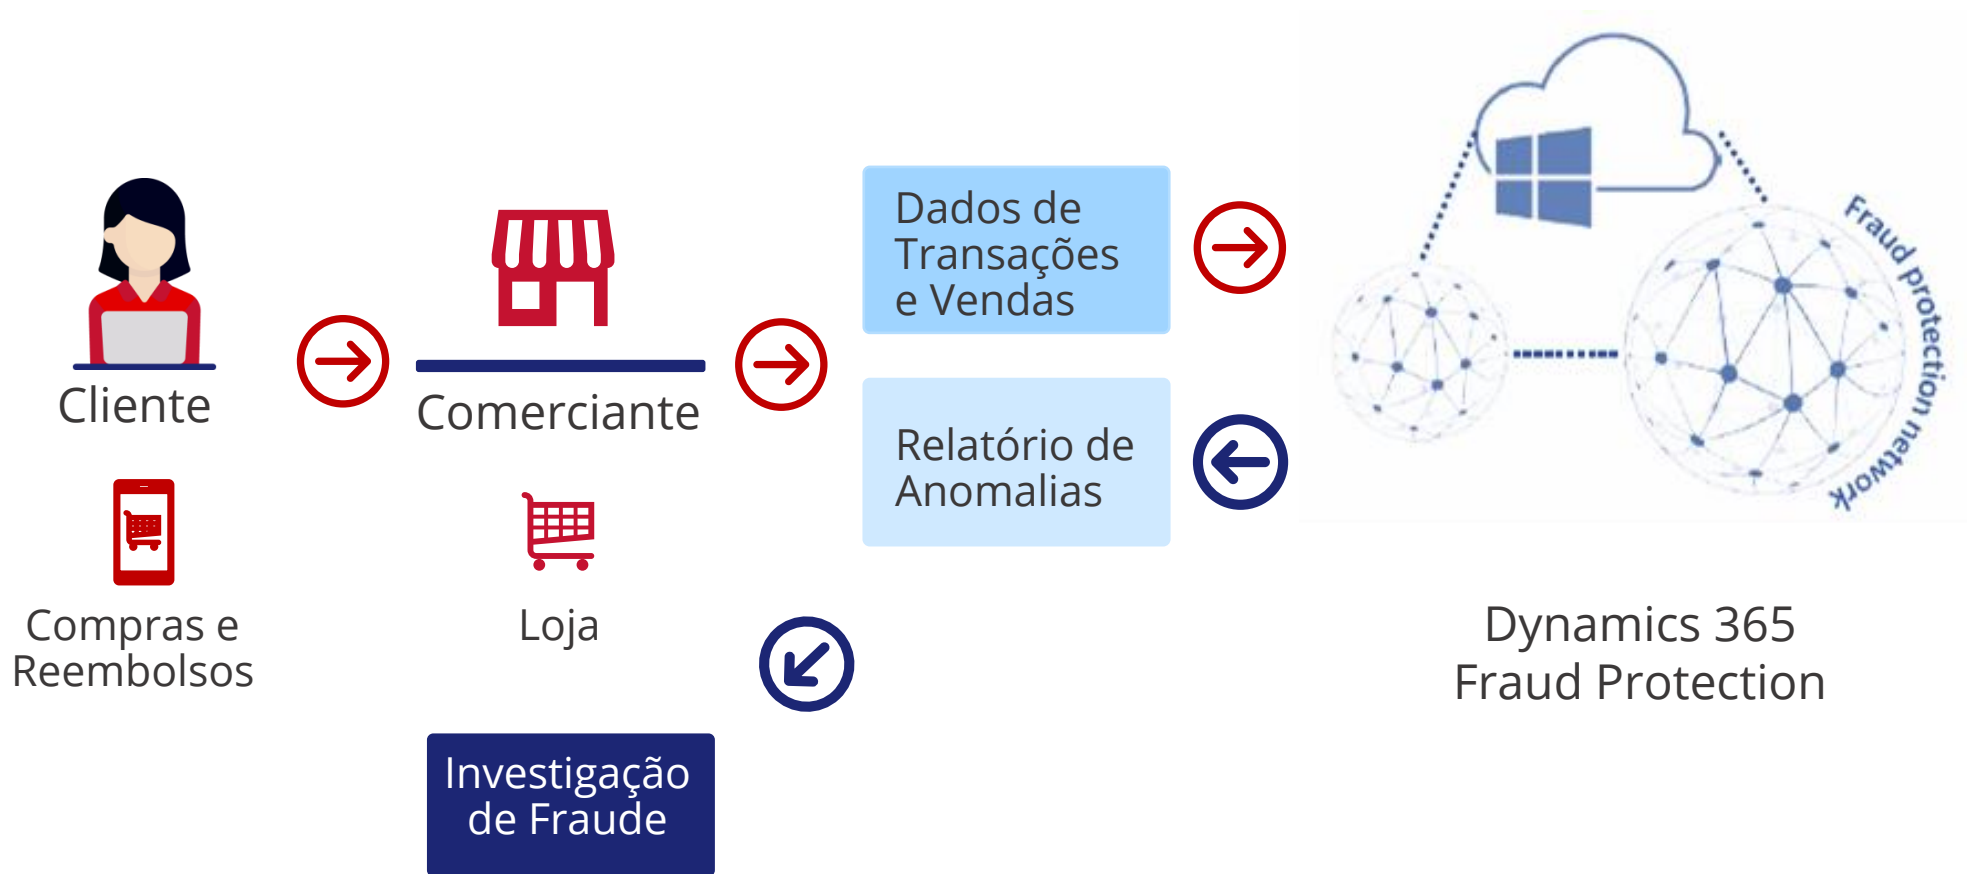 Cliente
Compras e
Reembolsos
Comerciante
Loja
Investigação
de Fraude
Dados de
Transações
e Vendas
Relatório de
Anomalias
Fraud protection network
Dynamics 365
Fraud Protection